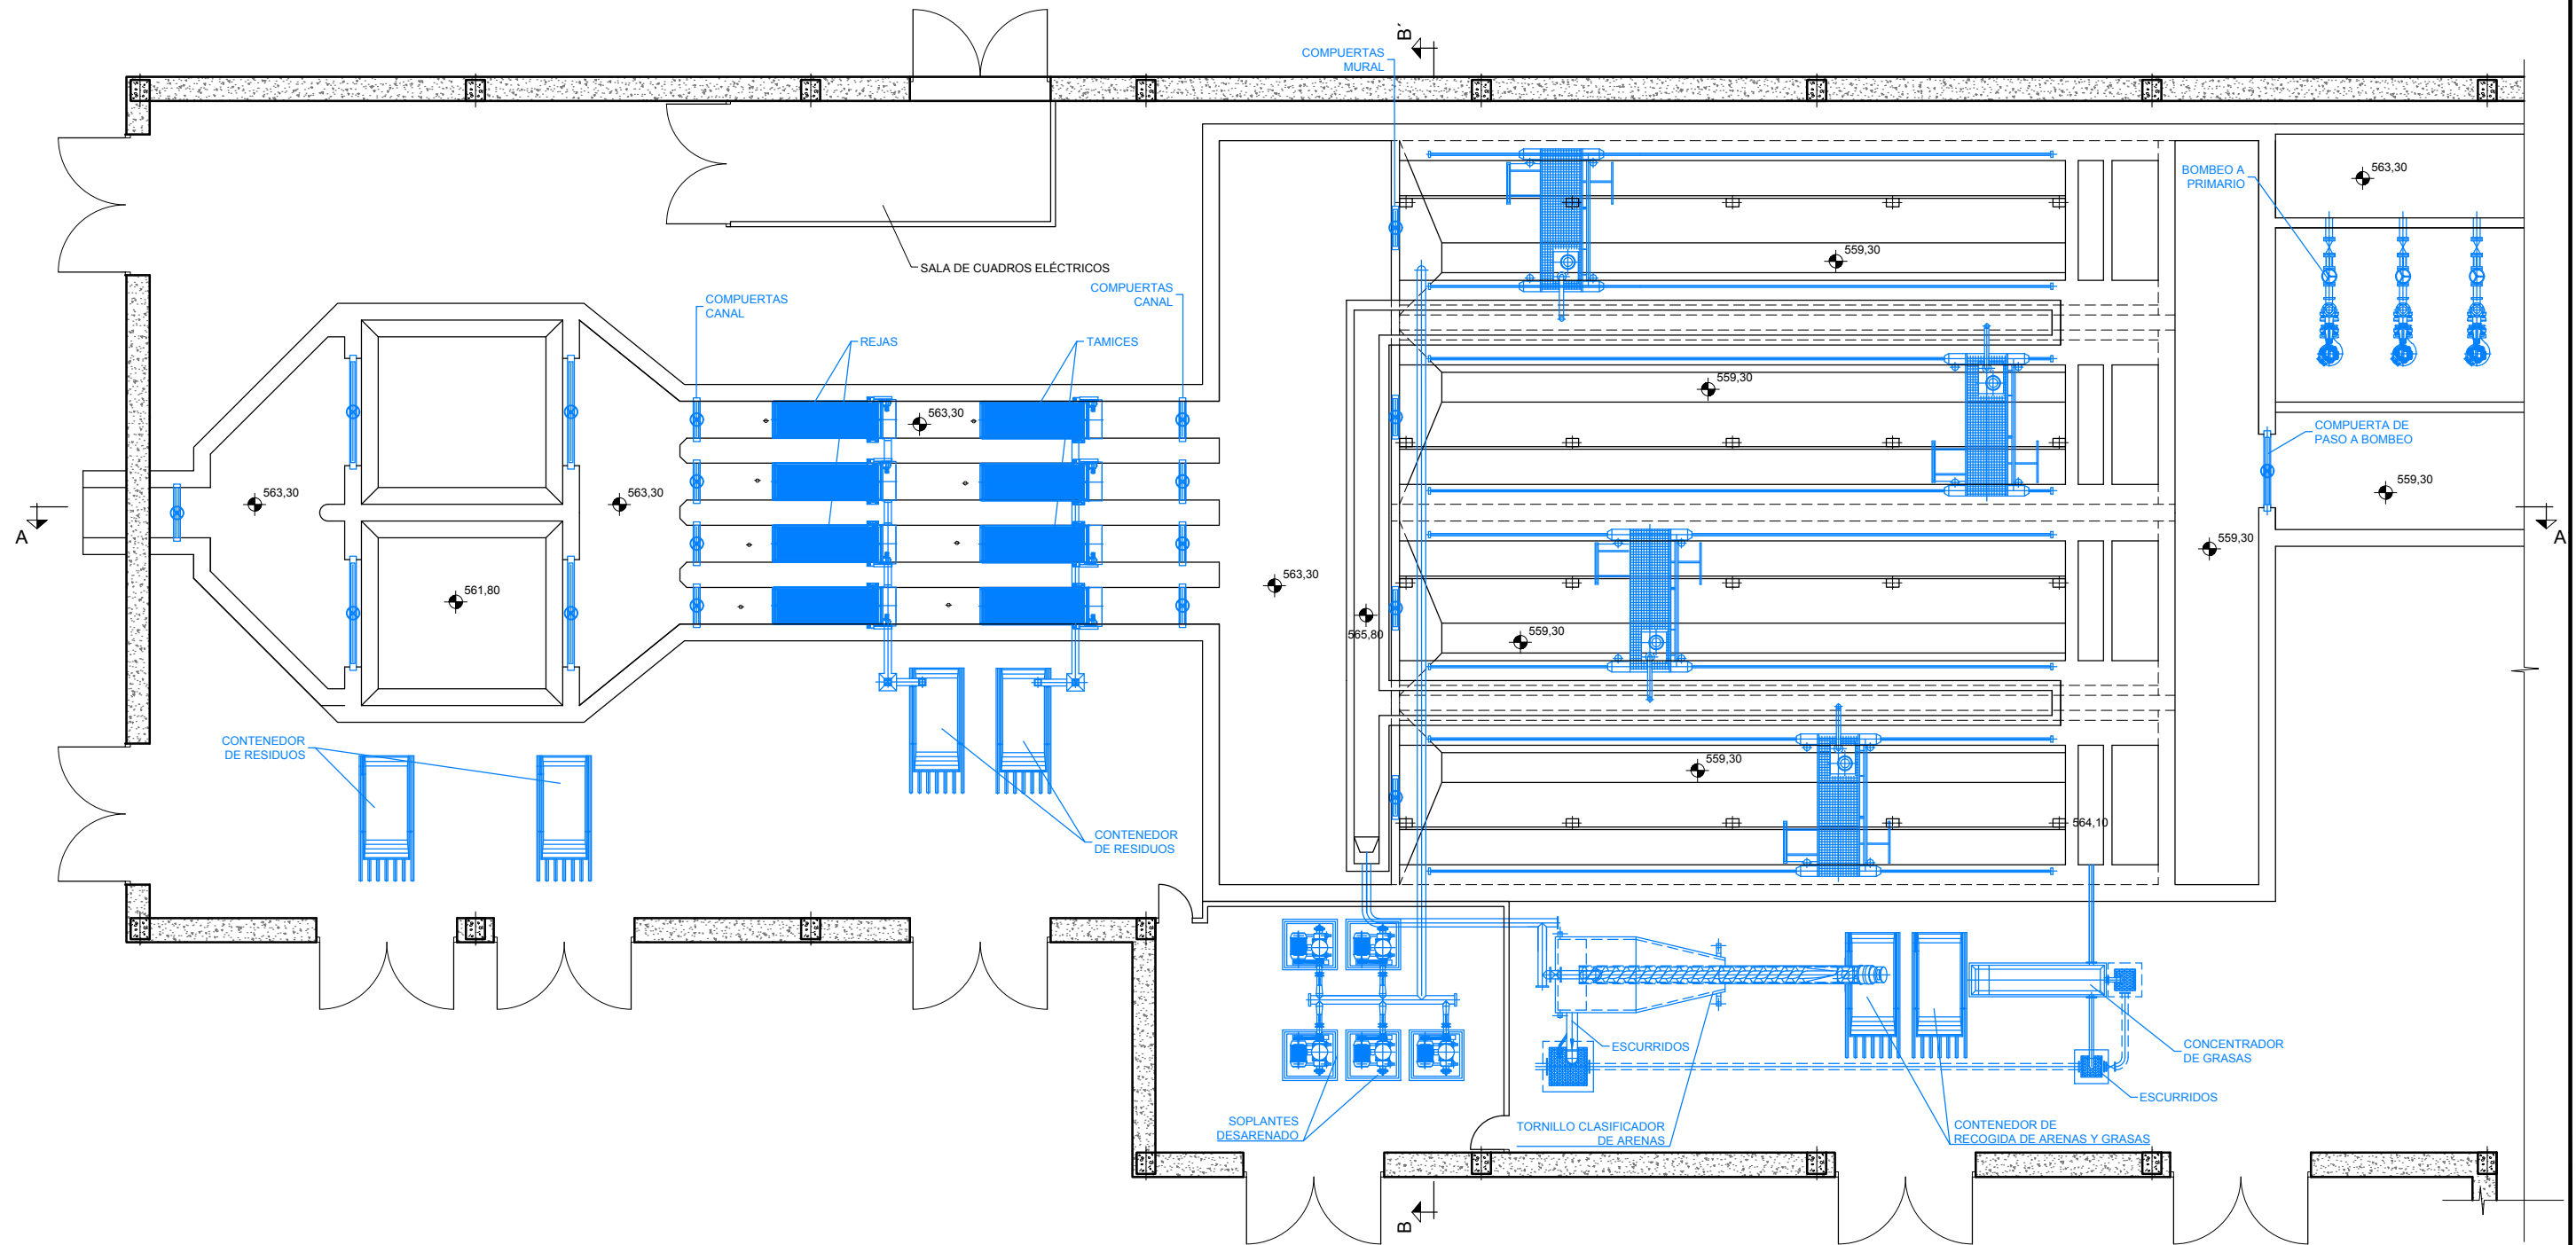 B'
COMPUERTAS
MURAL
563,30
BOMBEO A
PRIMARIO
559,30
SALA DE CUADROS ELÉCTRICOS
COMPUERTAS
CANAL
COMPUERTAS
CANAL
REJAS
TAMICES
559,30
563,30
COMPUERTA DE
PASO A BOMBEO
563,30
563,30
559,30
A
A
559,30
563,30
561,80
565,80
559,30
CONTENEDOR
DE RESIDUOS
559,30
564,10
CONTENEDOR
DE RESIDUOS
ESCURRIDOS
CONCENTRADOR
DE GRASAS
ESCURRIDOS
SOPLANTES
DESARENADO
TORNILLO CLASIFICADOR
DE ARENAS
CONTENEDOR DE
RECOGIDA DE ARENAS Y GRASAS
B